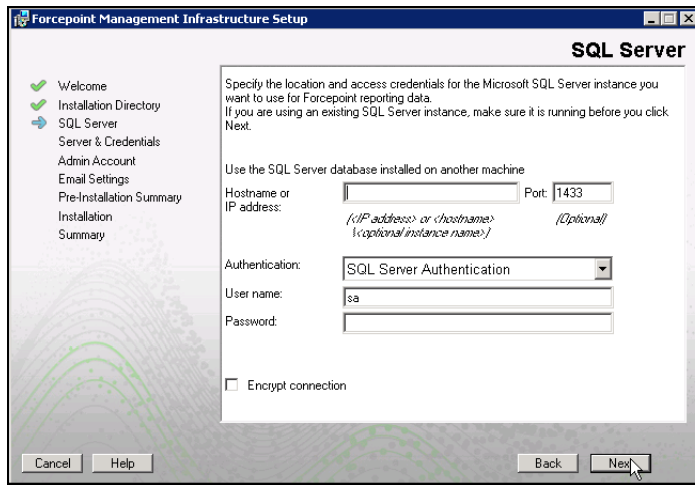 Forcepoint Management Infrastructure Setup
SQL Server
Welcome
Installation Directory
SQL Server
Server & Credentials
Admin Account
Email Settings
Pre-Installation Summary
Installation
Summary
Specify the location and access credentials for the Microsoft SQL Server instance you
want to use for Forcepoint reporting data.
If you are using an existing SQL Server instance, make sure it is running before you click
Next.
Use the SQL Server database installed on another machine
Hostname or
IP address:
Port: 1433
(<IP address> or <hostname>
\<optional instance name>)
(Optional)
Authentication: SQL Server Authentication
User name: sa
Password:
Encrypt connection
Cancel Help Back Next